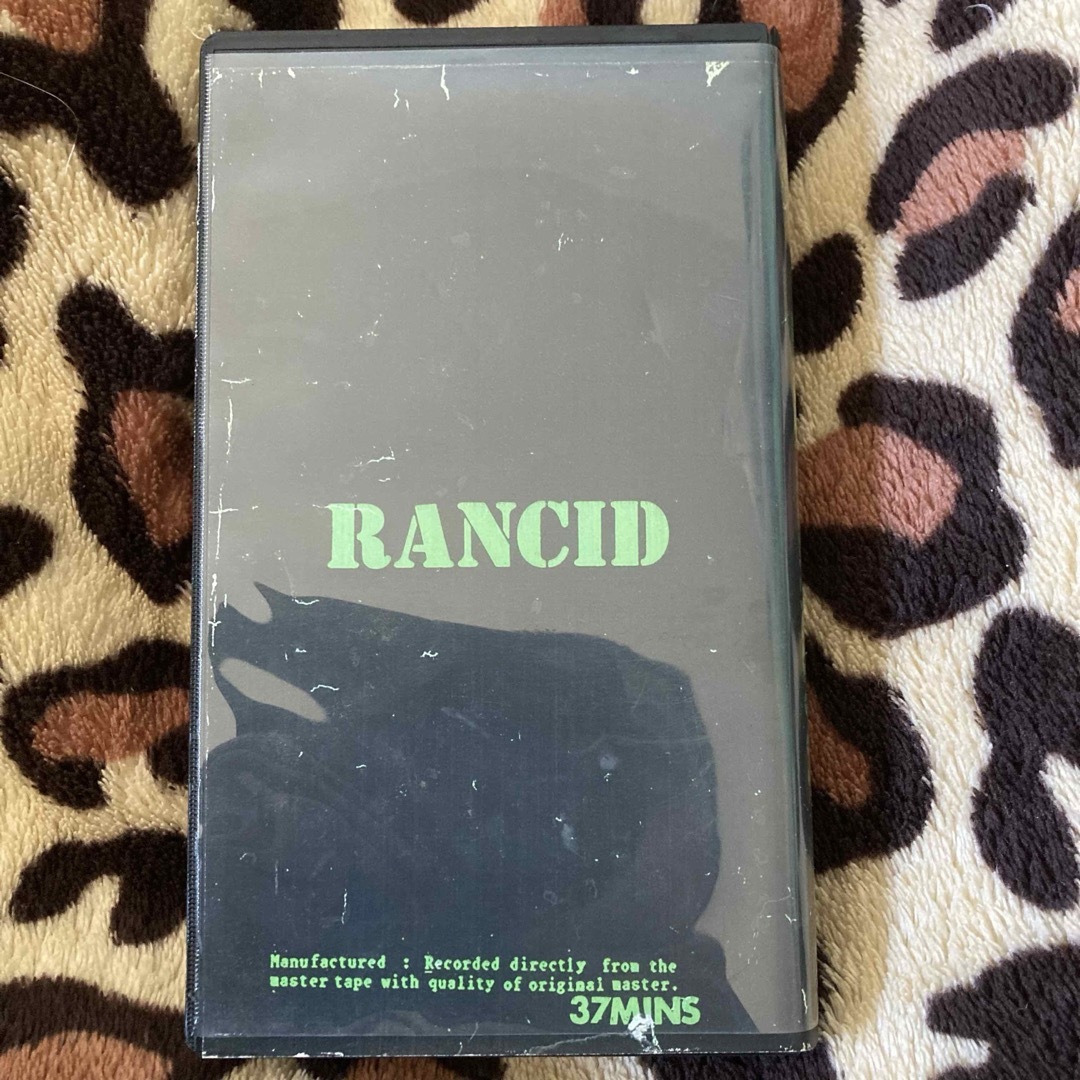 RANCID
Manufactured : Recorded directly from the
master tape with quality of original master.
37MINS